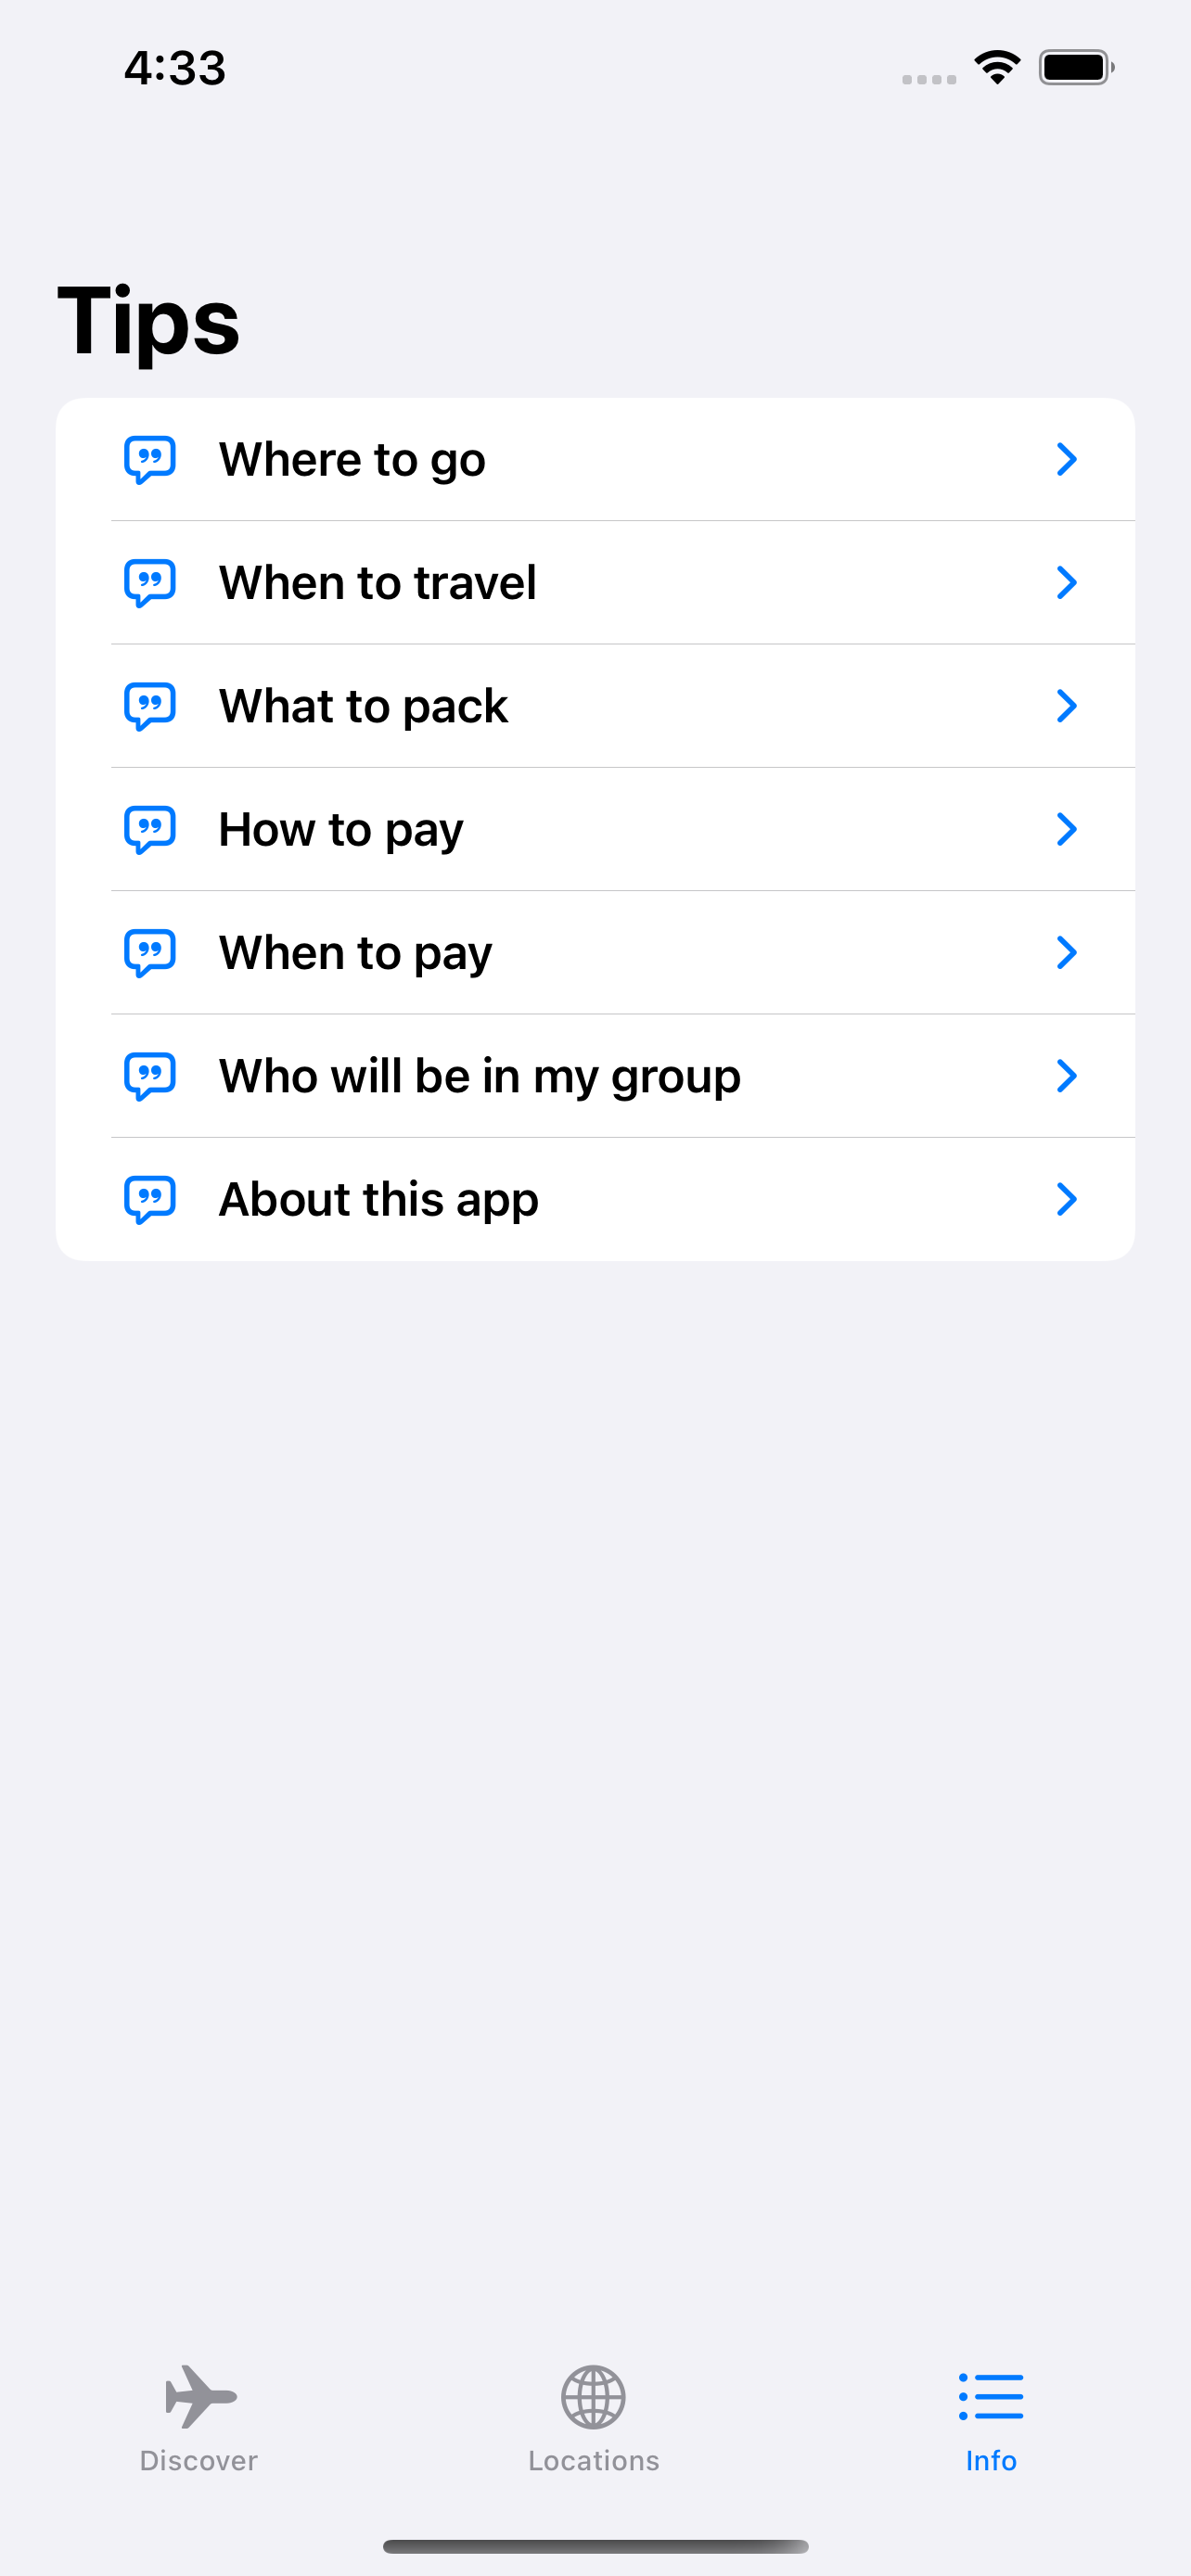 4:33
Tips
Where to go
When to travel
What to pack
How to pay
When to pay
Who will be in my group
About this app
Discover
Locations
Info